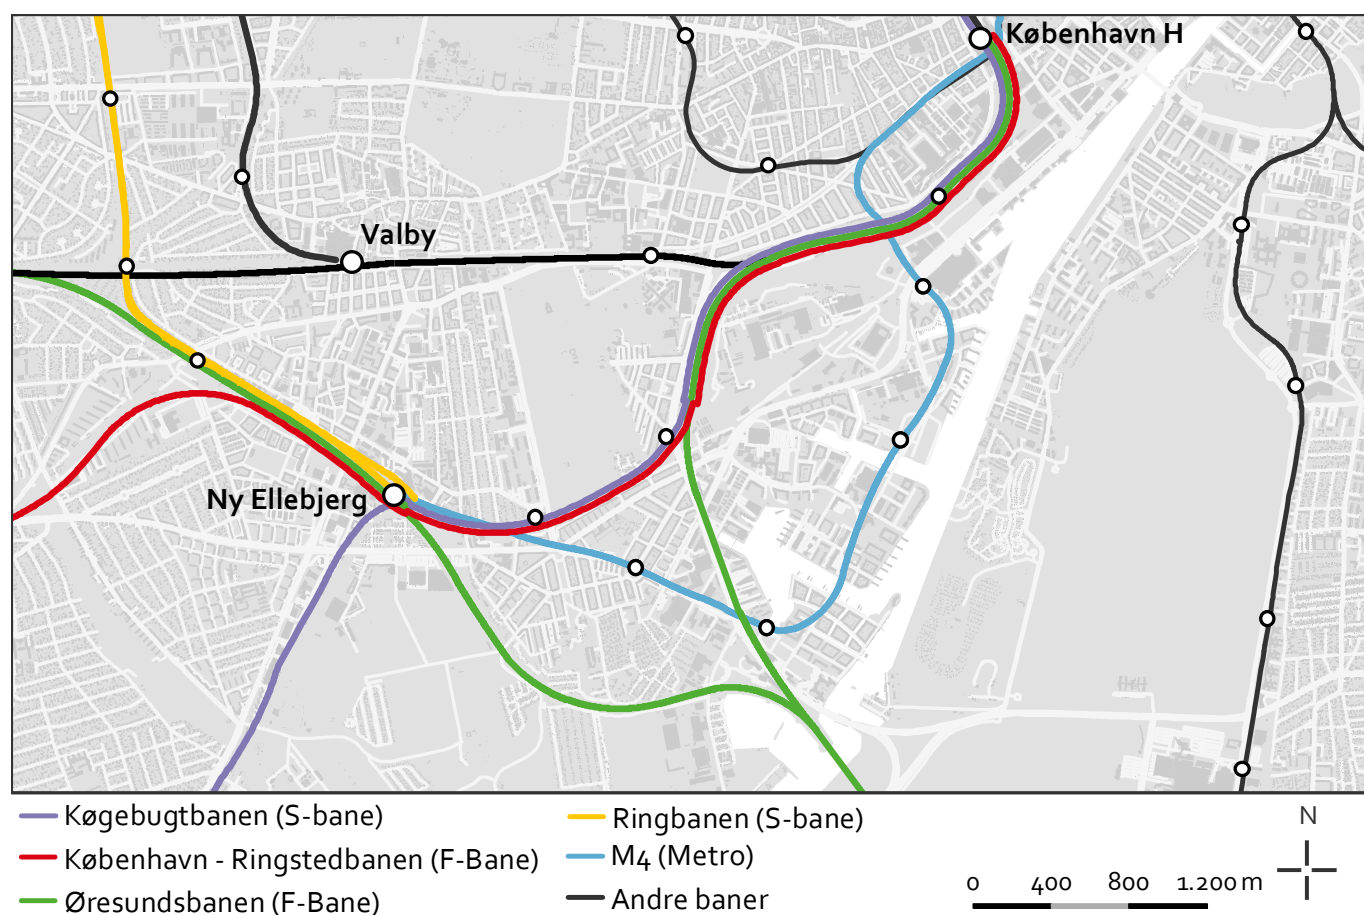 København H
Valby
Ny Ellebjerg
Køgebugtbanen (S-bane)
København - Ringstedbanen (F-Bane)
Øresundsbanen (F-Bane)
Ringbanen (S-bane)
M4 (Metro)
Andre baner
N
0 400 800 1.200 m